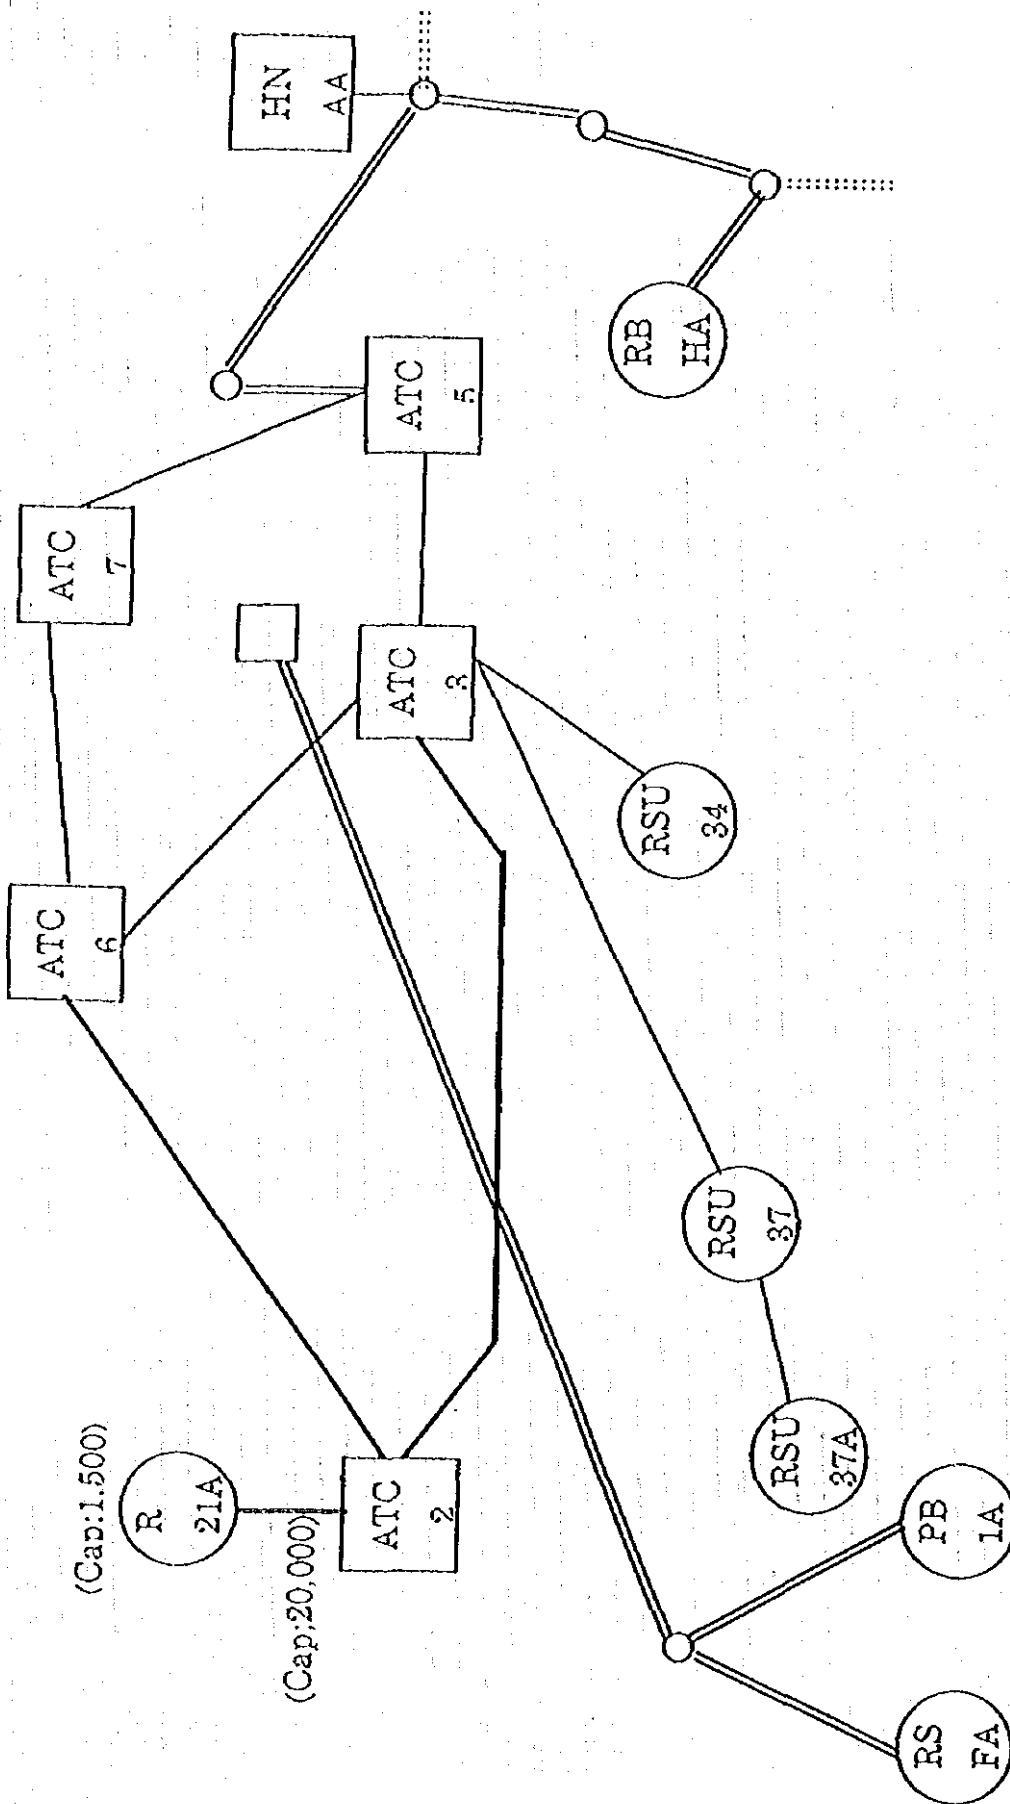 (Cap:1.500)
R
21A
(Cap;20,000)
ATC
2
ATC
6
ATC
7
ATC
3
ATC
5
HN
AA
RB
HA
RSU
34
RSU
37
RSU
37A
PB
1A
RS
FA